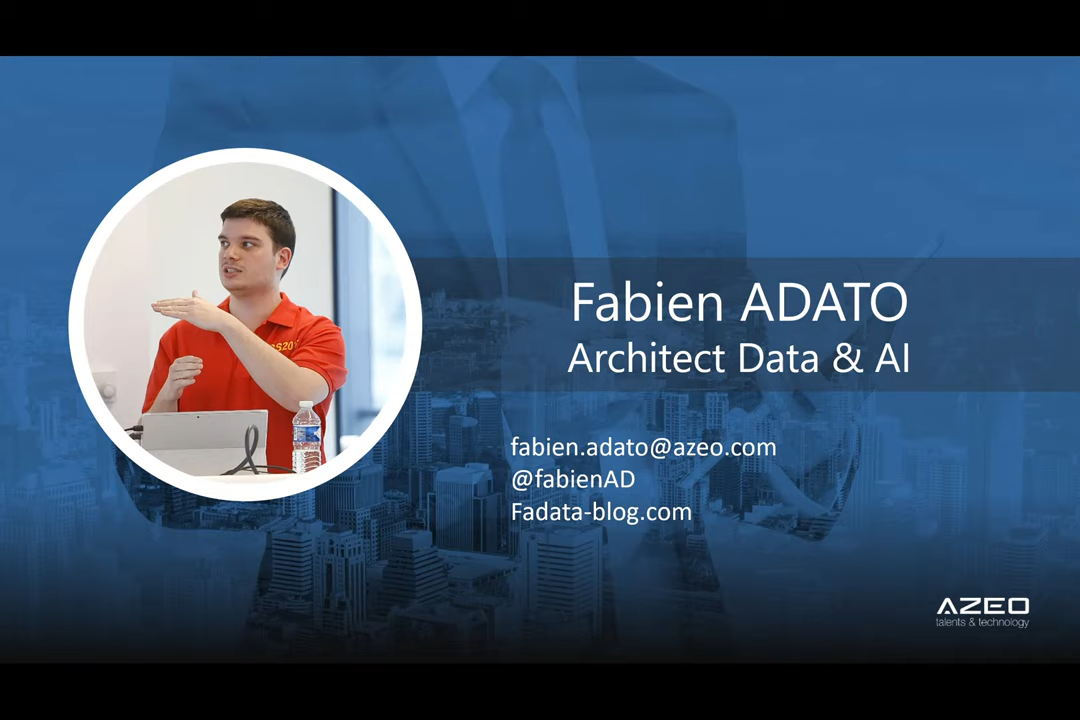 Fabien ADATO
Architect Data & AI
fabien.adato@azeo.com
@fabienAD
Fadata-blog.com
AZEO
talents & technology